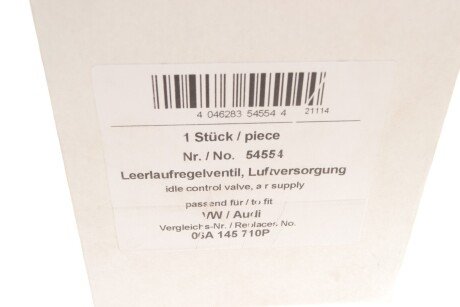 4 046283 54554 4 21114
1 Stück / piece
Nr. / No. 54554
Leerlaufregelventil, Luftversorgung
idle control valve, air supply
passend für / to fit
VW / Audi
Vergleichs-Nr. / Replaces No.
06A 145 710P